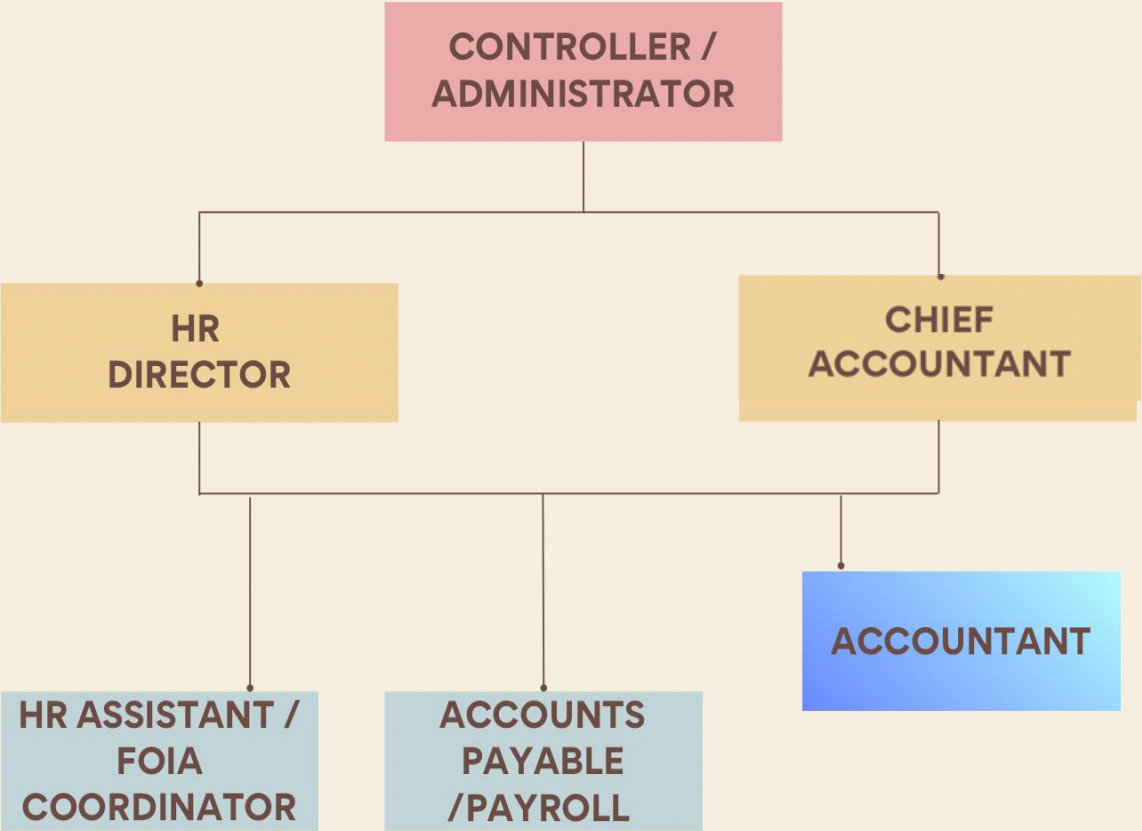 CONTROLLER /
ADMINISTRATOR
HR
DIRECTOR
CHIEF
ACCOUNTANT
ACCOUNTANT
HR ASSISTANT /
FOIA
COORDINATOR
ACCOUNTS
PAYABLE
/PAYROLL